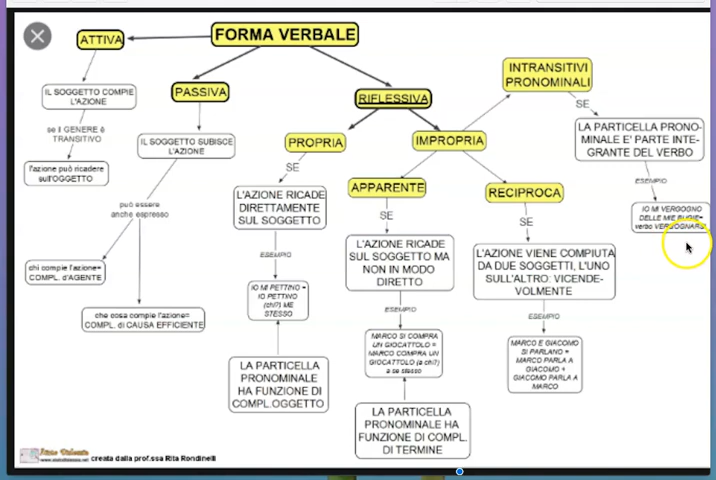 FORMA VERBALE
ATTIVA
IL SOGGETTO COMPIE
L'AZIONE
se il GENERE è
TRANSITIVO
l'azione può ricadere
sull'OGGETTO
PASSIVA
IL SOGGETTO SUBISCE
L'AZIONE
può essere
anche espresso
chi compie l'azione=
COMPL. d'AGENTE
che cosa compie l'azione=
COMPL. di CAUSA EFFICIENTE
RIFLESSIVA
PROPRIA
SE
L'AZIONE RICADE
DIRETTAMENTE
SUL SOGGETTO
ESEMPIO
IO MI PETTINO =
IO PETTINO
(chi?) ME
STESSO
LA PARTICELLA
PRONOMINALE
HA FUNZIONE DI
COMPL.OGGETTO
IMPROPRIA
APPARENTE
SE
L'AZIONE RICADE
SUL SOGGETTO MA
NON IN MODO
DIRETTO
ESEMPIO
MARCO SI COMPRA
UN GIOCATTOLO =
MARCO COMPRA UN
GIOCATTOLO (a chi?)
a se stesso
LA PARTICELLA
PRONOMINALE HA
FUNZIONE DI COMPL.
DI TERMINE
RECIPROCA
SE
L'AZIONE VIENE COMPIUTA
DA DUE SOGGETTI, L'UNO
SULL'ALTRO: VICENDE-
VOLMENTE
ESEMPIO
MARCO E GIACOMO
SI PARLANO =
MARCO PARLA A
GIACOMO +
GIACOMO PARLA A
MARCO
INTRANSITIVI
PRONOMINALI
SE
LA PARTICELLA PRONO-
MINALE E' PARTE INTE-
GRANTE DEL VERBO
ESEMPIO
IO MI VERGOGNO
DELLE MIE BUGIE=
verbo VERGOGNARSI
creata dalla prof.ssa Rita Rondinelli